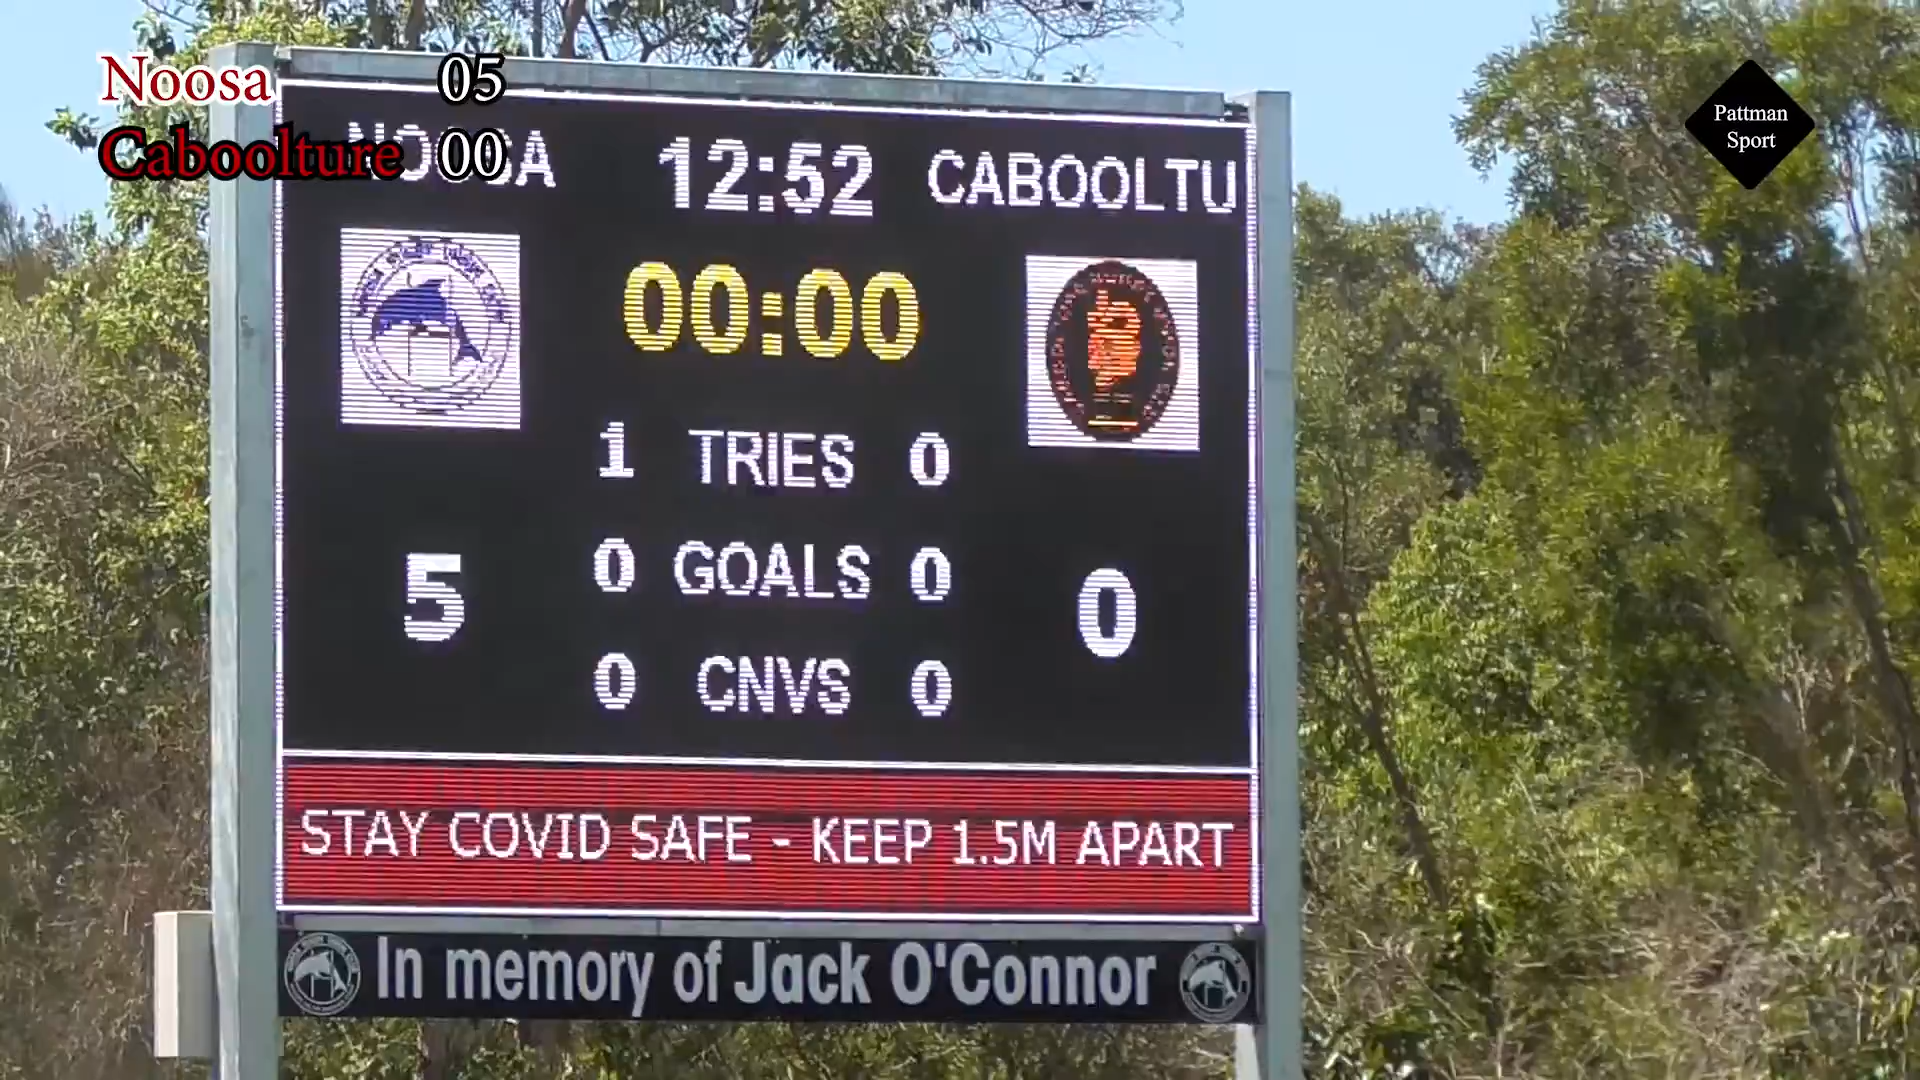 Noosa 05
Caboolture 00
Pattman
Sport
NOOSA 12:52 CABOOLTU
00:00
1 TRIES 0
5 0 GOALS 0 0
0 CNVS 0
STAY COVID SAFE - KEEP 1.5M APART
In memory of Jack O'Connor